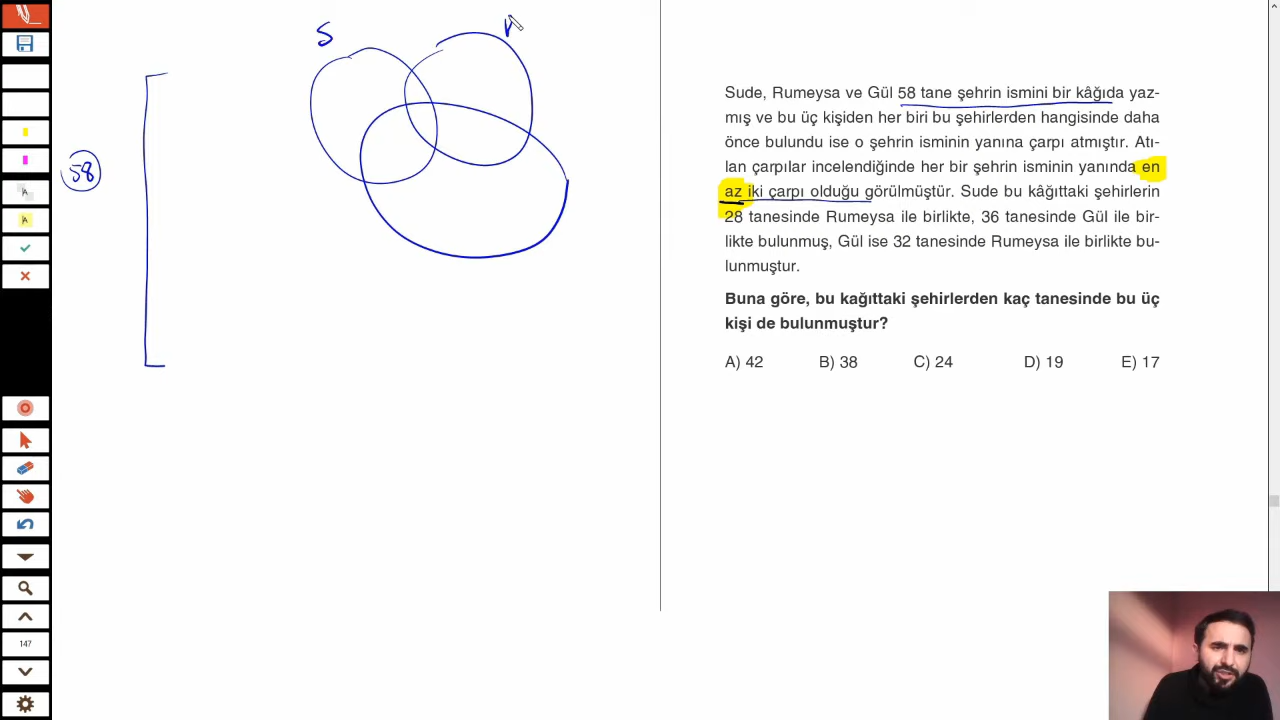 S
58
Sude, Rumeysa ve Gül 58 tane şehrin ismini bir kâğıda yaz-
mış ve bu üç kişiden her biri bu şehirlerden hangisinde daha
önce bulundu ise o şehrin isminin yanına çarpı atmıştır. Atı-
lan çarpılar incelendiğinde her bir şehrin isminin yanında en
az iki çarpı olduğu görülmüştür. Sude bu kâğıttaki şehirlerin
28 tanesinde Rumeysa ile birlikte, 36 tanesinde Gül ile bir-
likte bulunmuş, Gül ise 32 tanesinde Rumeysa ile birlikte bu-
lunmuştur.
Buna göre, bu kağıttaki şehirlerden kaç tanesinde bu üç
kişi de bulunmuştur?
A) 42 B) 38 C) 24 D) 19 E) 17
A
A
147